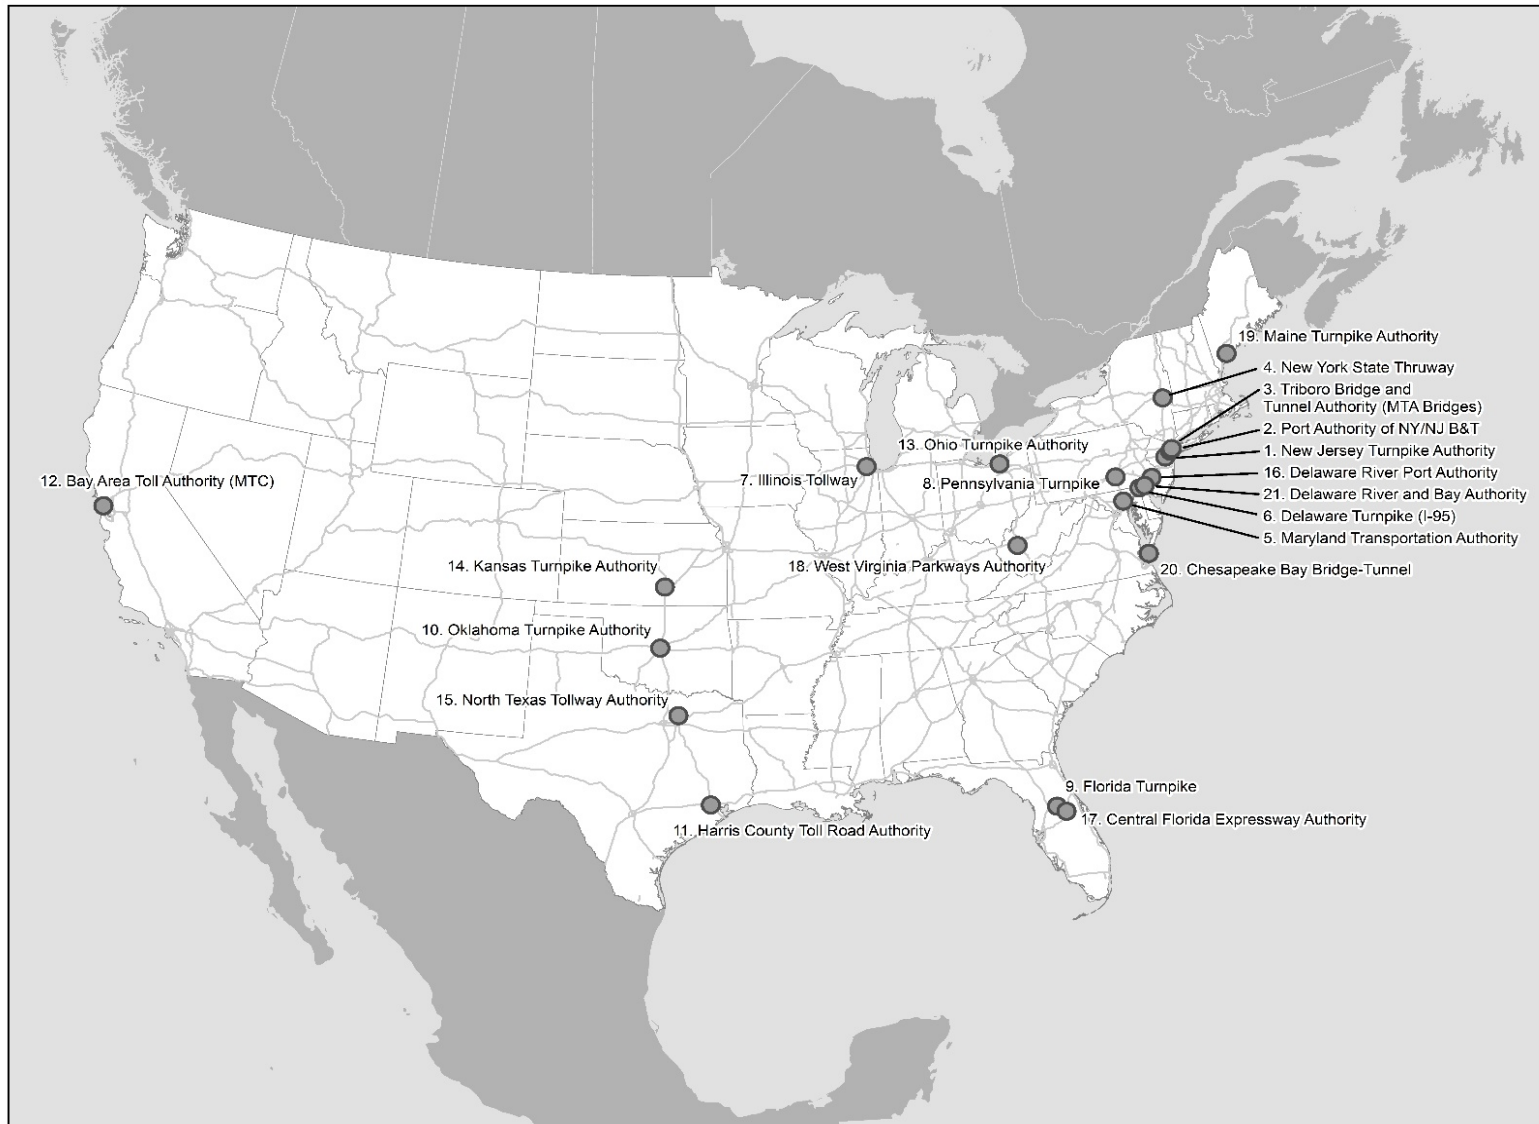 19. Maine Turnpike Authority
4. New York State Thruway
3. Triboro Bridge and
Tunnel Authority (MTA Bridges)
2. Port Authority of NY/NJ B&T
13. Ohio Turnpike Authority
1. New Jersey Turnpike Authority
12. Bay Area Toll Authority (MTC)
7. Illinois Tollway
8. Pennsylvania Turnpike
16. Delaware River Port Authority
21. Delaware River and Bay Authority
6. Delaware Turnpike (I-95)
5. Maryland Transportation Authority
14. Kansas Turnpike Authority
18. West Virginia Parkways Authority
20. Chesapeake Bay Bridge-Tunnel
10. Oklahoma Turnpike Authority
15. North Texas Tollway Authority
9. Florida Turnpike
17. Central Florida Expressway Authority
11. Harris County Toll Road Authority